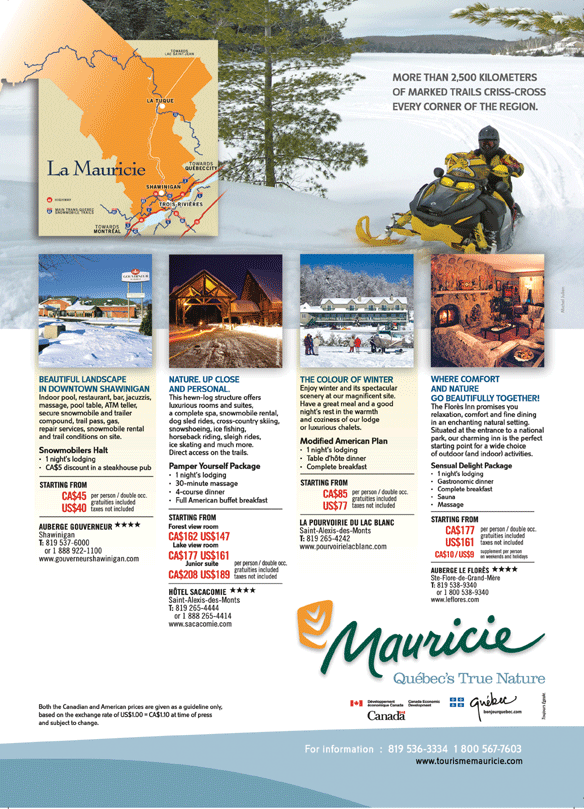 MORE THAN 2,500 KILOMETERS
OF MARKED TRAILS CRISS-CROSS
EVERY CORNER OF THE REGION.
TOWARDS
LAC-SAINT-JEAN
LA TUQUE
La Mauricie
TOWARDS
QUÉBEC CITY
SHAWINIGAN
TROIS-RIVIÈRES
HIGHWAY
MAIN TRANS-QUEBEC
SNOWMOBILE TRAILS
TOWARDS
MONTRÉAL
GOUVERNEUR
BEAUTIFUL LANDSCAPE
IN DOWNTOWN SHAWINIGAN
Indoor pool, restaurant, bar, jacuzzis,
massage, pool table, ATM teller,
secure snowmobile and trailer
compound, trail pass, gas,
repair services, snowmobile rental
and trail conditions on site.
Snowmobilers Halt
• 1 night's lodging
• CA$5 discount in a steakhouse pub
STARTING FROM
CA$45
US$40
per person / double occ.
gratuities included
taxes not included
AUBERGE GOUVERNEUR ★★★★
Shawinigan
T: 819 537-6000
or 1 888 922-1100
www.gouverneurshawinigan.com
NATURE. UP CLOSE
AND PERSONAL.
This hewn-log structure offers
luxurious rooms and suites,
a complete spa, snowmobile rental,
dog sled rides, cross-country skiing,
snowshoeing, ice fishing,
horseback riding, sleigh rides,
ice skating and much more.
Direct access on the trails.
Pamper Yourself Package
• 1 night's lodging
• 30-minute massage
• 4-course dinner
• Full American buffet breakfast
STARTING FROM
Forest view room
CA$162 US$147
Lake view room
CA$177 US$161
Junior suite
CA$208 US$189
per person / double occ.
gratuities included
taxes not included
HÔTEL SACACOMIE ★★★★
Saint-Alexis-des-Monts
T: 819 265-4444
or 1 888 265-4414
www.sacacomie.com
THE COLOUR OF WINTER
Enjoy winter and its spectacular
scenery at our magnificent site.
Have a great meal and a good
night's rest in the warmth
and coziness of our lodge
or luxurious chalets.
Modified American Plan
• 1 night's lodging
• Table d'hôte dinner
• Complete breakfast
STARTING FROM
CA$85
US$77
per person / double occ.
gratuities included
taxes not included
LA POURVOIRIE DU LAC BLANC
Saint-Alexis-des-Monts
T: 819 265-4242
www.pourvoirielacblanc.com
WHERE COMFORT
AND NATURE
GO BEAUTIFULLY TOGETHER!
The Florès Inn promises you
relaxation, comfort and fine dining
in an enchanting natural setting.
Situated at the entrance to a national
park, our charming inn is the perfect
starting point for a wide choice
of outdoor (and indoor) activities.
Sensual Delight Package
• 1 night's lodging
• Gastronomic dinner
• Complete breakfast
• Sauna
• Massage
STARTING FROM
CA$177
US$161
per person / double occ.
gratuities included
taxes not included
CA$10 / US$9
supplement per person
on weekends and holidays
AUBERGE LE FLORÈS ★★★★
Ste-Flore-de-Grand-Mère
T: 819 538-9340
or 1 800 538-9340
www.leflores.com
Mauricie
Québec's True Nature
Développement
économique Canada
Canada Economic
Development
Canada
Québec
bonjourquebec.com
Both the Canadian and American prices are given as a guideline only,
based on the exchange rate of US$1.00 = CA$1.10 at time of press
and subject to change.
For Information : 819 536-3334 1 800 567-7603
www.tourismemauricie.com